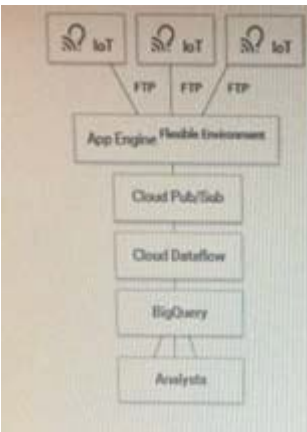 IoT IoT IoT
FTP FTP FTP
App Engine Flexible Environment
Cloud Pub/Sub
Cloud Dataflow
BigQuery
Analysts